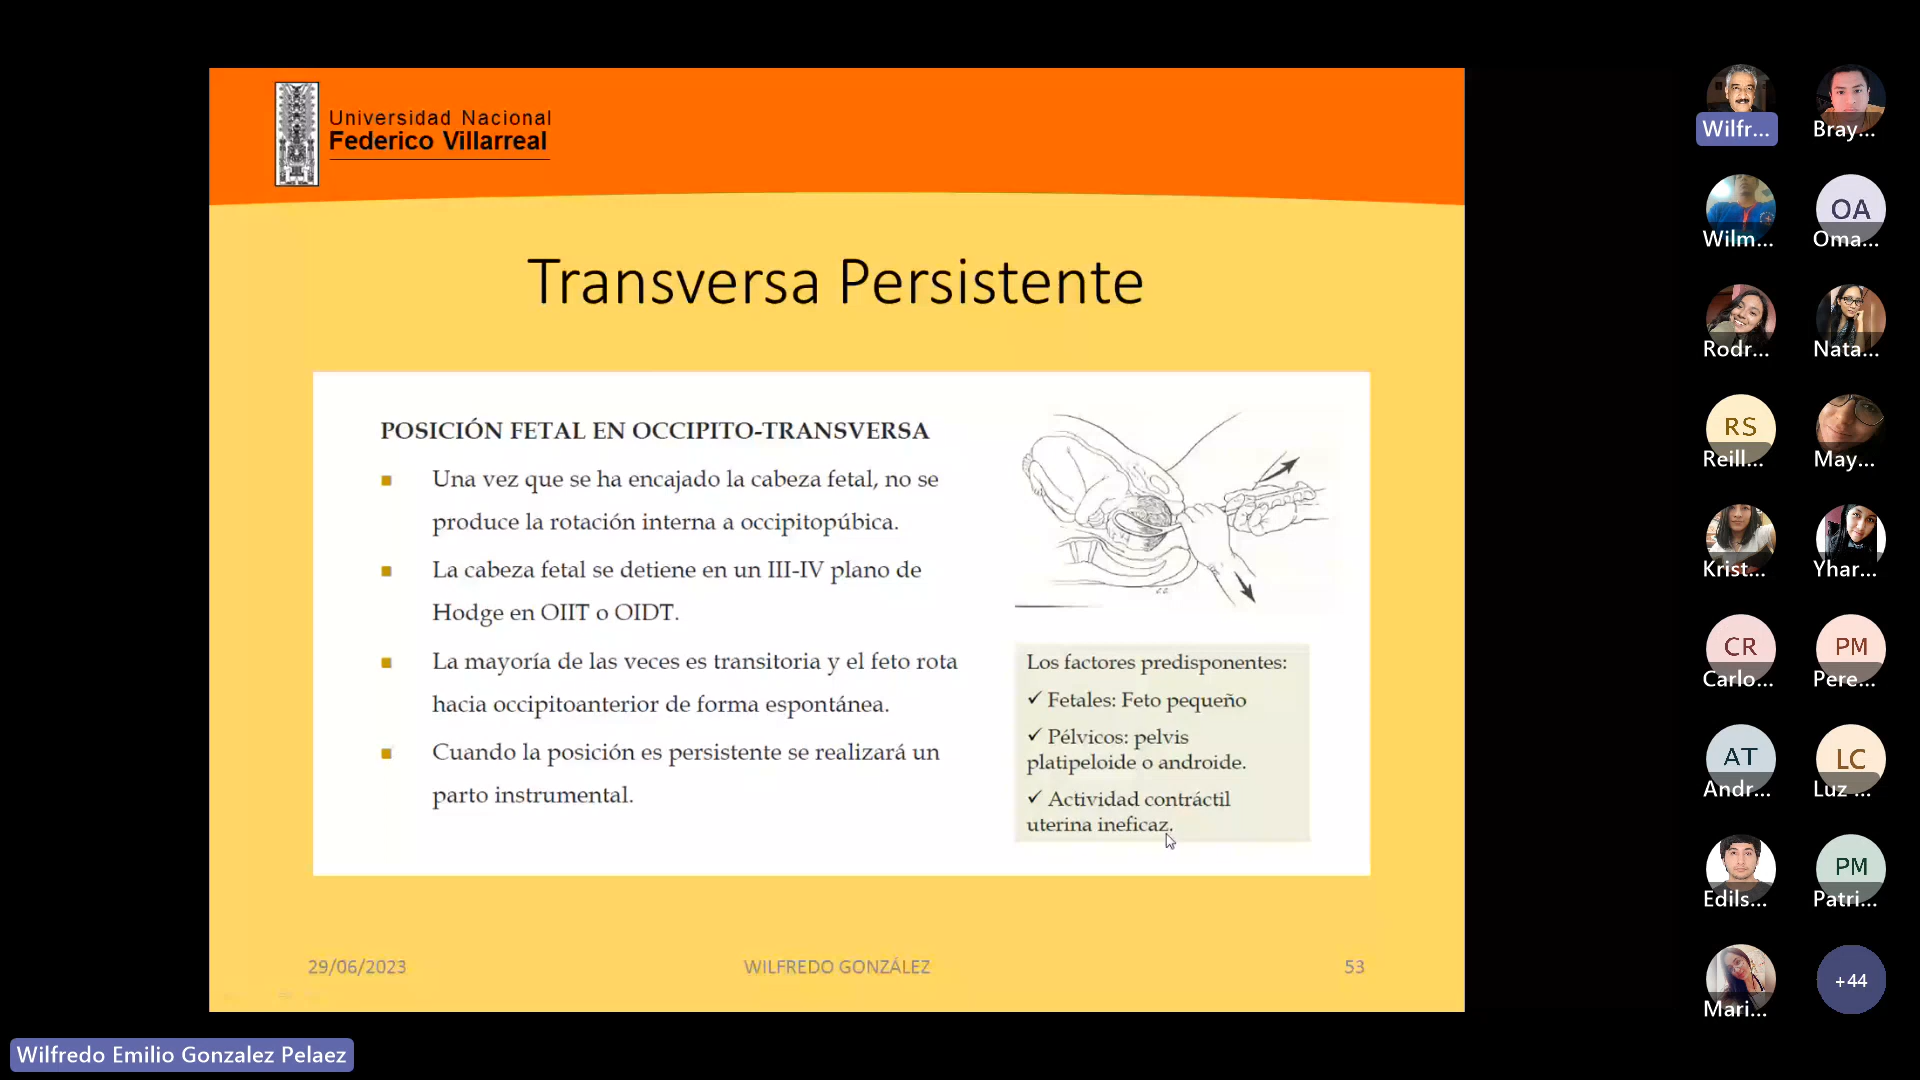 Universidad Nacional
Federico Villarreal
Transversa Persistente
POSICIÓN FETAL EN OCCIPITO-TRANSVERSA
▪ Una vez que se ha encajado la cabeza fetal, no se
produce la rotación interna a occipitopúbica.
▪ La cabeza fetal se detiene en un III-IV plano de
Hodge en OIIT o OIDT.
▪ La mayoría de las veces es transitoria y el feto rota
hacia occipitoanterior de forma espontánea.
▪ Cuando la posición es persistente se realizará un
parto instrumental.
Los factores predisponentes:
✓ Fetales: Feto pequeño
✓ Pélvicos: pelvis
platipeloide o androide.
✓ Actividad contráctil
uterina ineficaz.
29/06/2023
WILFREDO GONZÁLEZ
53
Wilfr...
Bray...
Wilm...
OA
Oma...
Rodr...
Nata...
RS
Reill...
May...
Krist...
Yhar...
CR
Carlo...
PM
Pere...
AT
Andr...
LC
Luz ...
Edils...
PM
Patri...
Mari...
+44
Wilfredo Emilio Gonzalez Pelaez